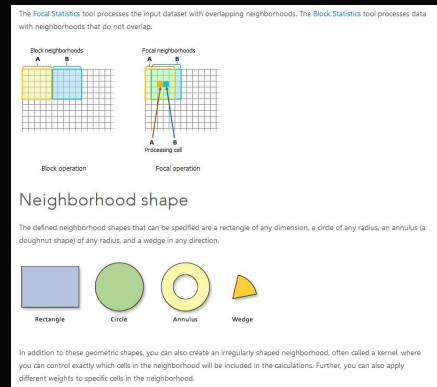 The Focal Statistics tool processes the input dataset with overlapping neighborhoods. The Block Statistics tool processes data
with neighborhoods that do not overlap.
Block neighborhoods
A B
Focal neighborhoods
A B
A B
Processing cell
Block operation
Focal operation
Neighborhood shape
The defined neighborhood shapes that can be specified are a rectangle of any dimension, a circle of any radius, an annulus (a
doughnut shape) of any radius, and a wedge in any direction.
Rectangle Circle Annulus Wedge
In addition to these geometric shapes, you can also create an irregularly shaped neighborhood, often called a kernel, where
you can control exactly which cells in the neighborhood will be included in the calculations. Further, you can also apply
different weights to specific cells in the neighborhood.